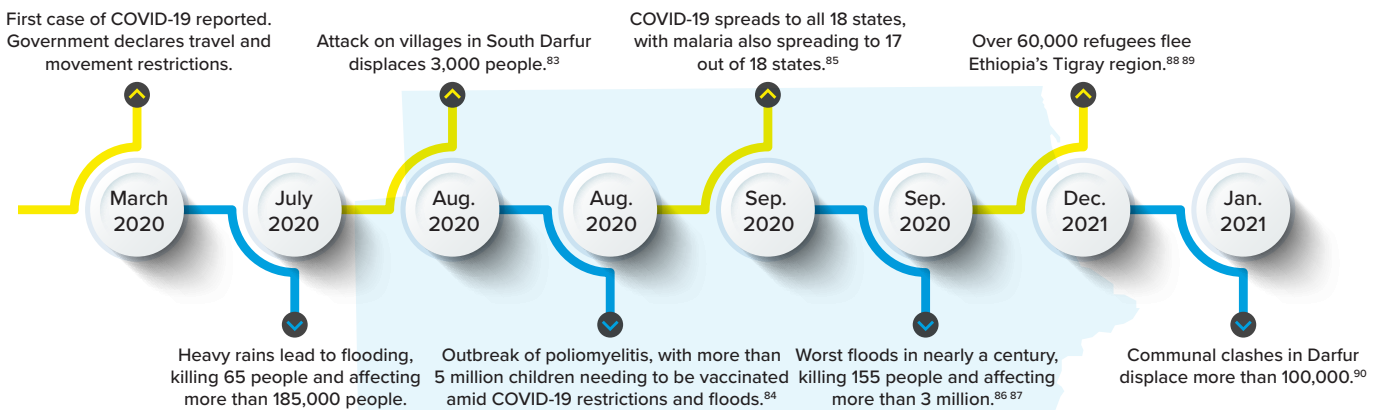 First case of COVID-19 reported.
Government declares travel and
movement restrictions.
Attack on villages in South Darfur
displaces 3,000 people.83
COVID-19 spreads to all 18 states,
with malaria also spreading to 17
out of 18 states.85
Over 60,000 refugees flee
Ethiopia's Tigray region.88 89
March
2020
July
2020
Aug.
2020
Aug.
2020
Sep.
2020
Sep.
2020
Dec.
2021
Jan.
2021
Heavy rains lead to flooding,
killing 65 people and affecting
more than 185,000 people.
Outbreak of poliomyelitis, with more than
5 million children needing to be vaccinated
amid COVID-19 restrictions and floods.84
Worst floods in nearly a century,
killing 155 people and affecting
more than 3 million.86 87
Communal clashes in Darfur
displace more than 100,000.90